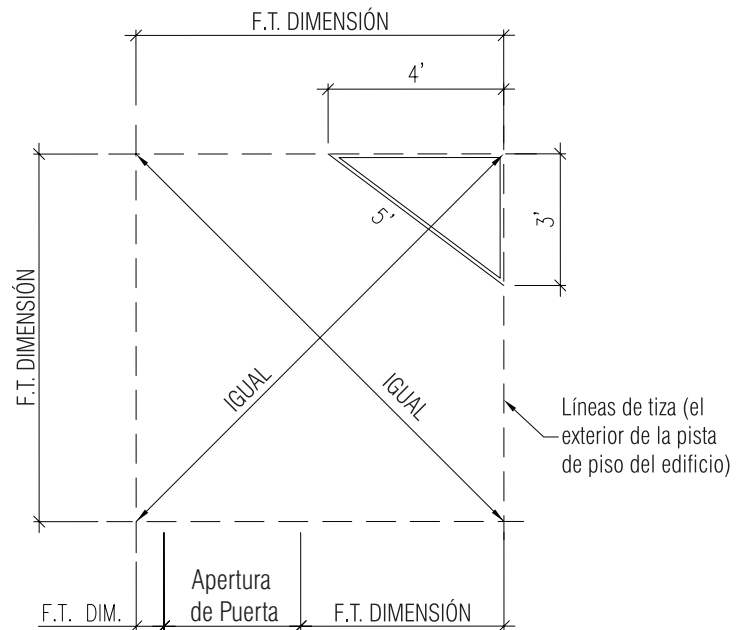 F.T. DIMENSIÓN
4'
5'
3'
F.T. DIMENSIÓN
IGUAL
IGUAL
Líneas de tiza (el
exterior de la pista
de piso del edificio)
Apertura
de Puerta
F.T. DIM.
F.T. DIMENSIÓN